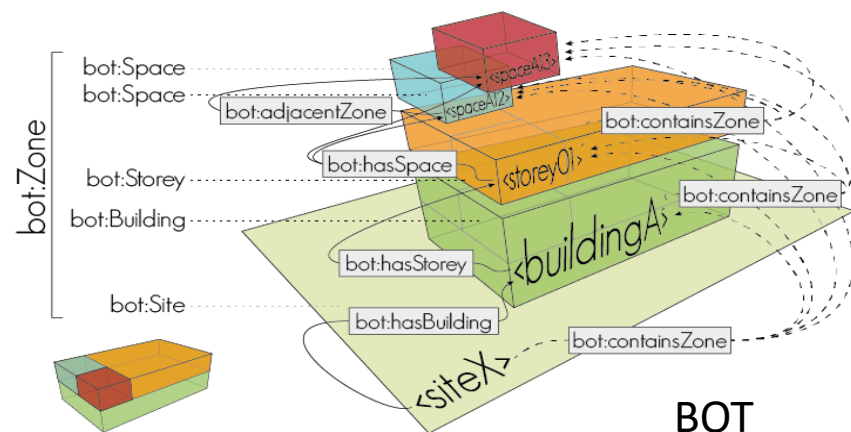 bot:Zone
bot:Space
bot:Space
bot:adjacentZone
bot:hasSpace
bot:Storey
bot:Building
bot:hasStorey
bot:Site
bot:hasBuilding
<spaceA13>
<spaceA12>
bot:containsZone
<storey01>
bot:containsZone
<buildingA>
bot:containsZone
<siteX>
BOT